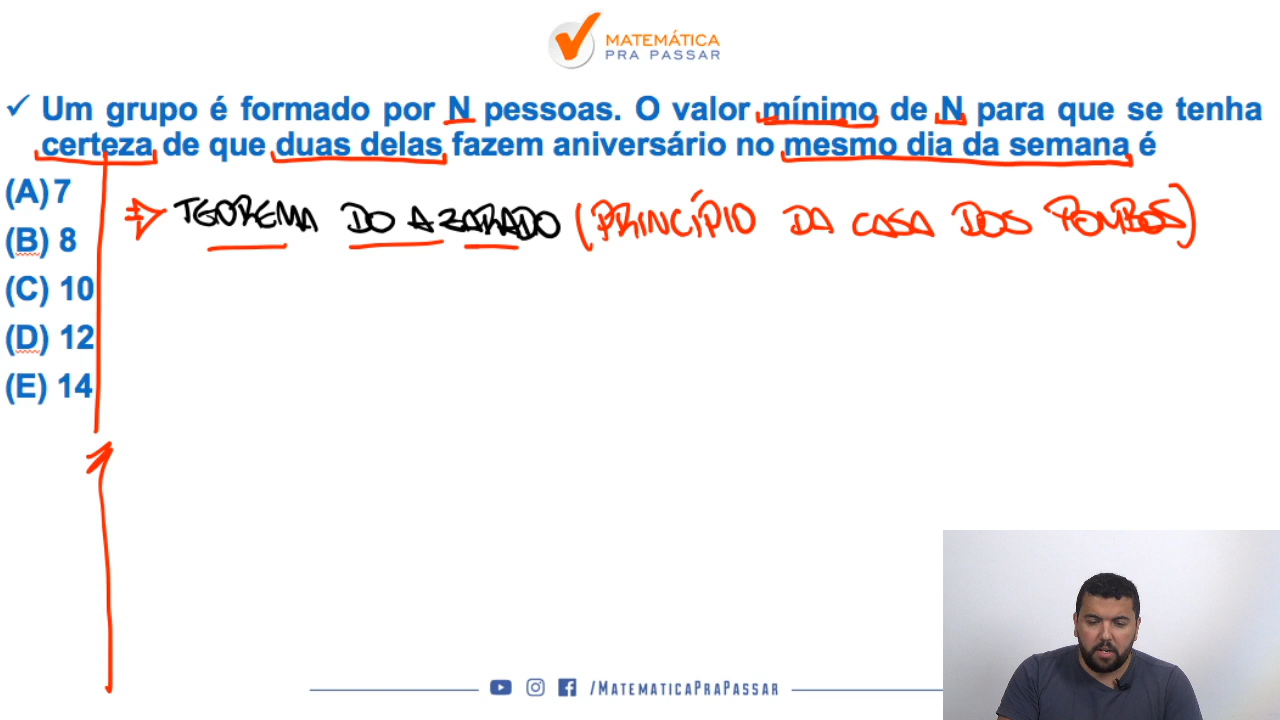 MATEMÁTICA
PRA PASSAR
✓ Um grupo é formado por N pessoas. O valor mínimo de N para que se tenha
certeza de que duas delas fazem aniversário no mesmo dia da semana é
(A) 7
(B) 8
(C) 10
(D) 12
(E) 14
⇒ TEOREMA DO AZARADO (PRINCÍPIO DA CASA DOS POMBOS)
/MATEMATICAPRAPASSAR